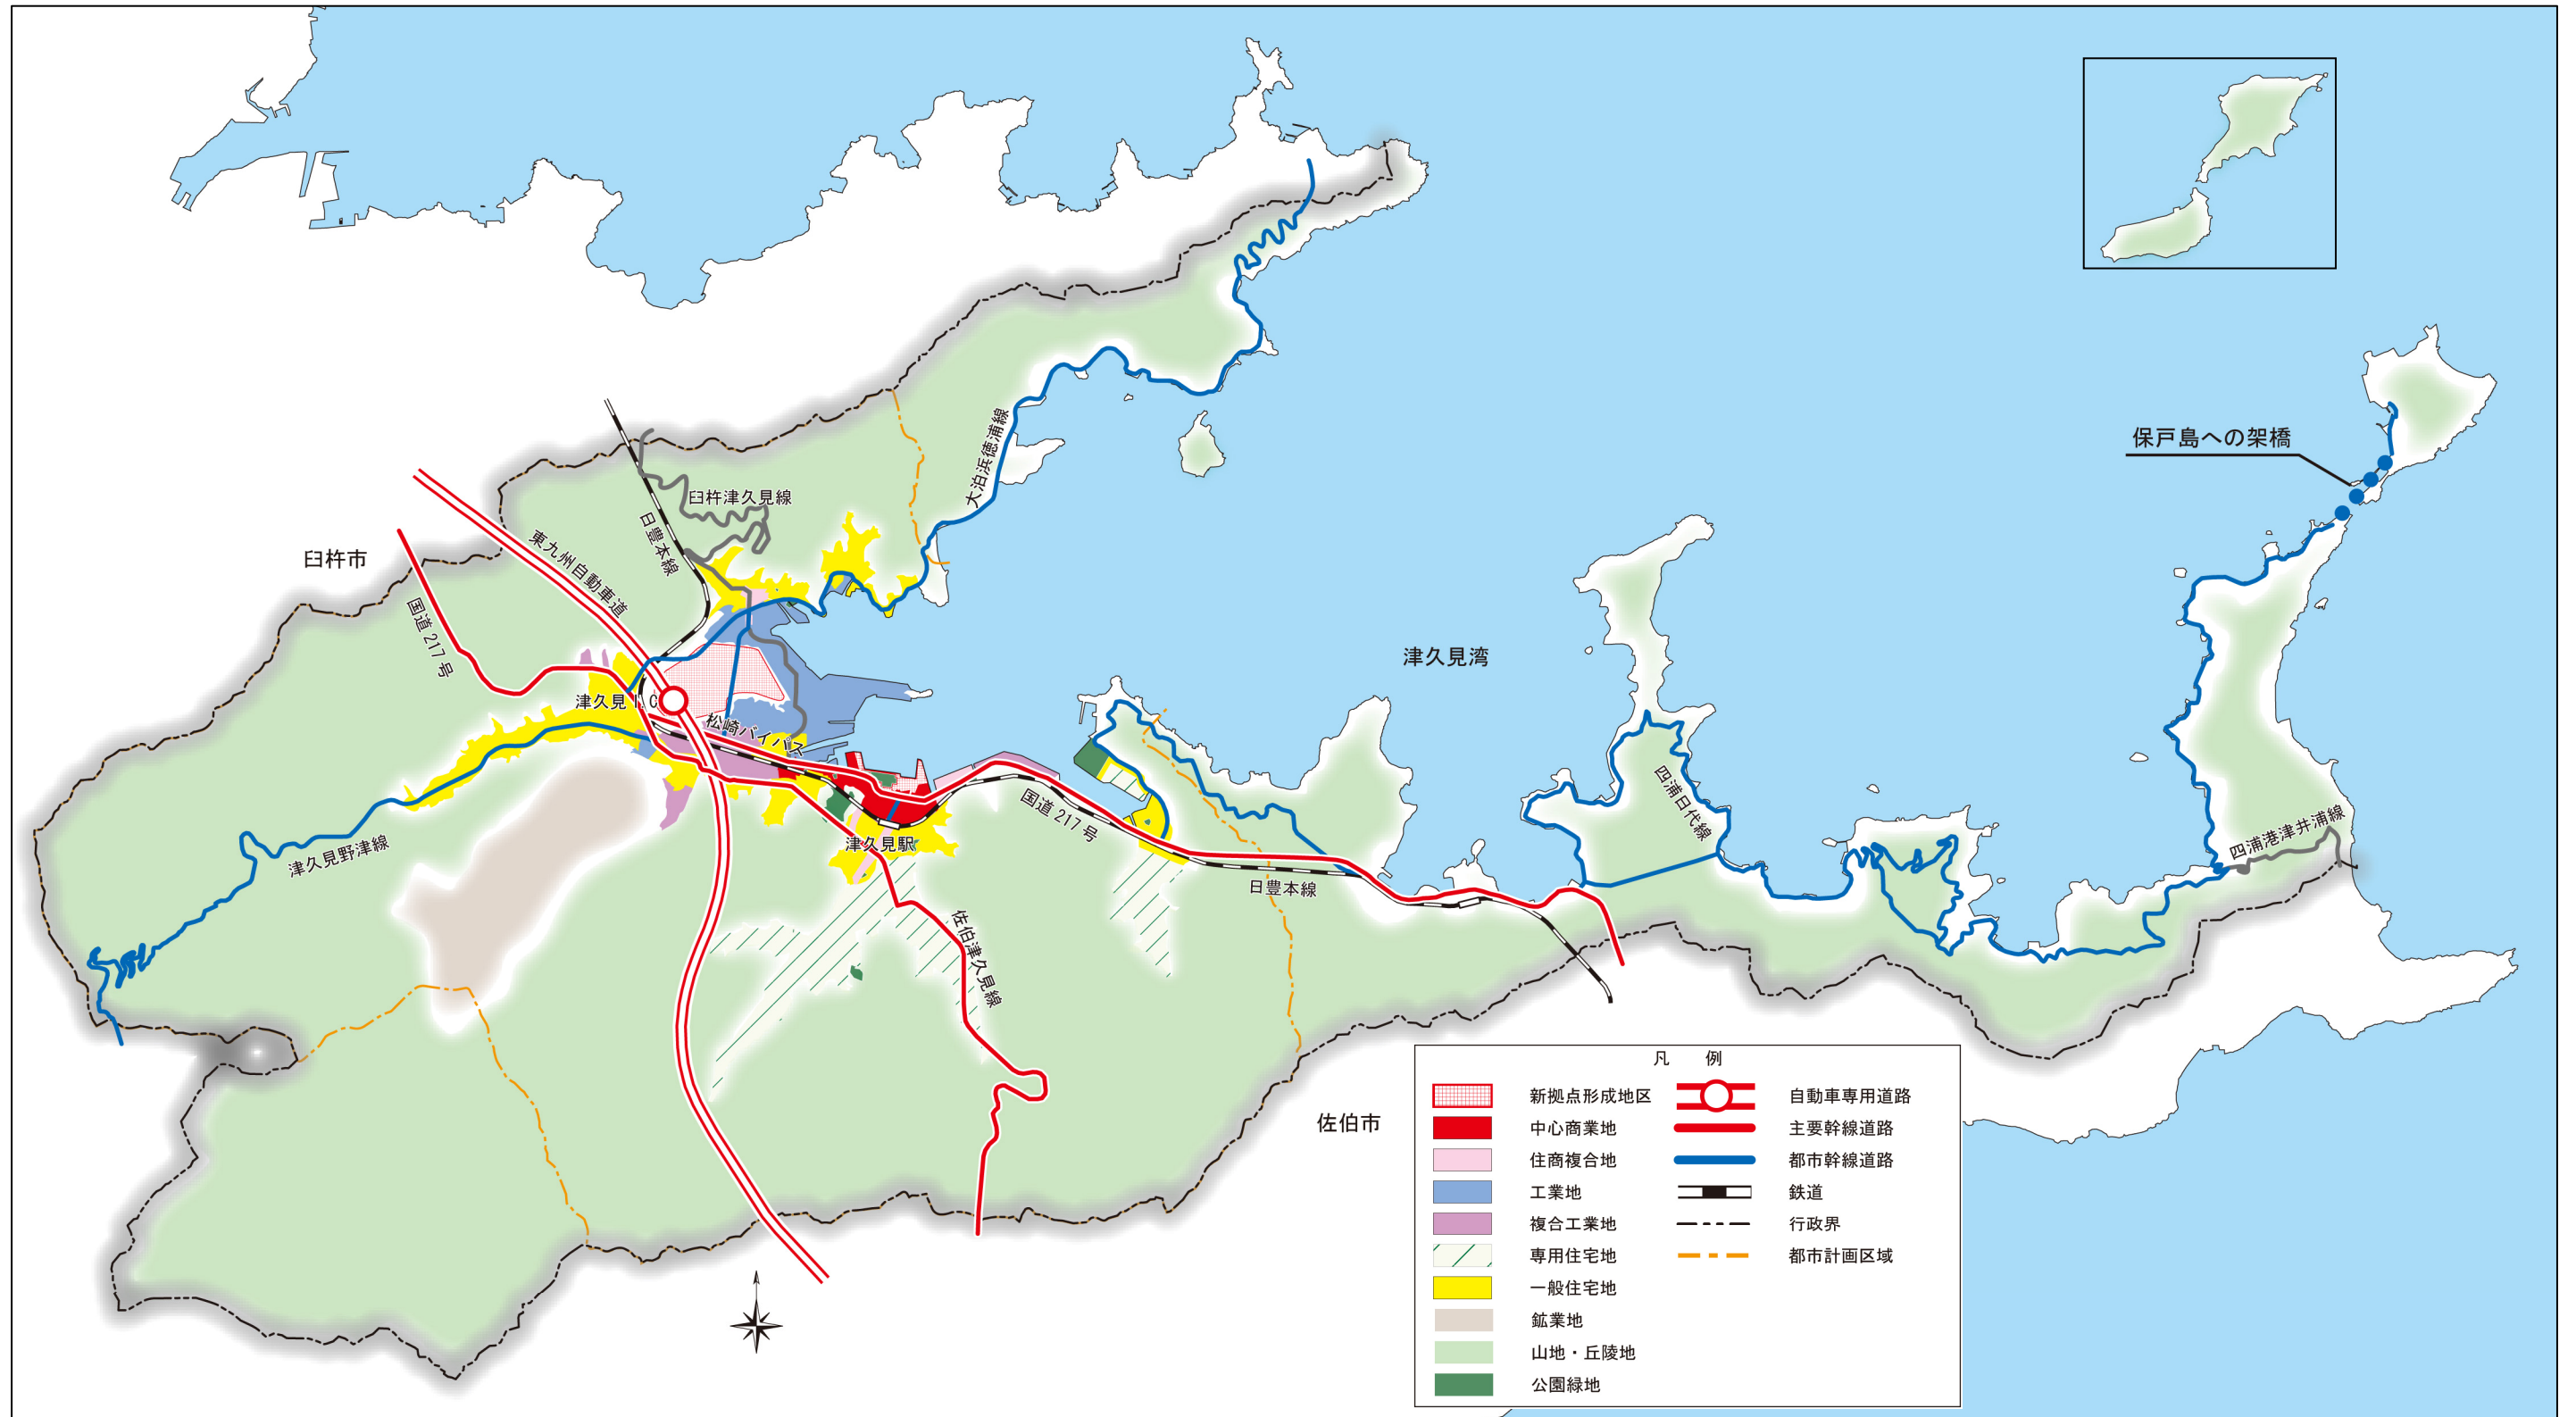 保戸島への架橋
大泊浜徳浦線
臼杵津久見線
日豊本線
東九州自動車道
臼杵市
国道217号
津久見湾
津久見IC
松崎バイパス
四浦日代線
国道217号
四浦港津井浦線
津久見野津線
津久見駅
日豊本線
佐伯津久見線
佐伯市
凡 例
新拠点形成地区 自動車専用道路
中心商業地 主要幹線道路
住商複合地 都市幹線道路
工業地 鉄道
複合工業地 行政界
専用住宅地 都市計画区域
一般住宅地
鉱業地
山地・丘陵地
公園緑地